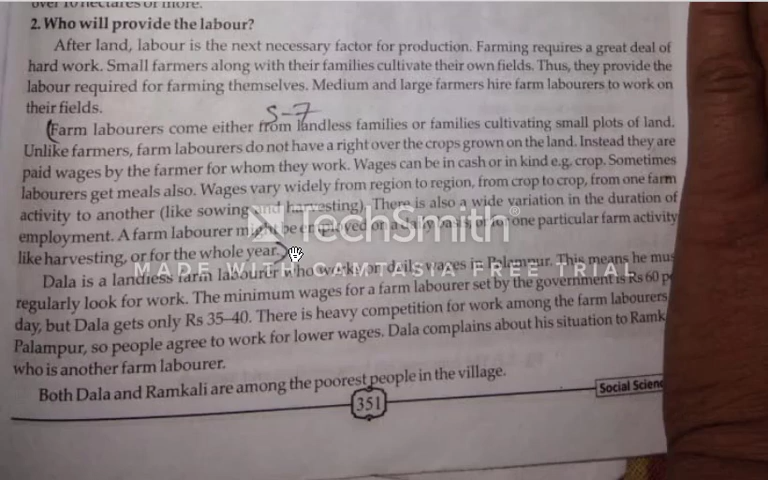 over 10 hectares or more.
2. Who will provide the labour?
After land, labour is the next necessary factor for production. Farming requires a great deal of
hard work. Small farmers along with their families cultivate their own fields. Thus, they provide the
labour required for farming themselves. Medium and large farmers hire farm labourers to work on
their fields.
S-7
(Farm labourers come either from landless families or families cultivating small plots of land.
Unlike farmers, farm labourers do not have a right over the crops grown on the land. Instead they are
paid wages by the farmer for whom they work. Wages can be in cash or in kind e.g. crop. Sometimes
labourers get meals also. Wages vary widely from region to region, from crop to crop, from one farm
activity to another (like sowing and harvesting). There is also a wide variation in the duration of
employment. A farm labourer might be employed on a daily basis, or for one particular farm activity
like harvesting, or for the whole year.)
TechSmith®
MADE WITH CAMTASIA FREE TRIAL
Dala is a landless farm labourer who works on daily wages in Palampur. This means he mus
regularly look for work. The minimum wages for a farm labourer set by the government is Rs 60 p
day, but Dala gets only Rs 35–40. There is heavy competition for work among the farm labourers
Palampur, so people agree to work for lower wages. Dala complains about his situation to Ramk
who is another farm labourer.
Both Dala and Ramkali are among the poorest people in the village.
351
Social Scien